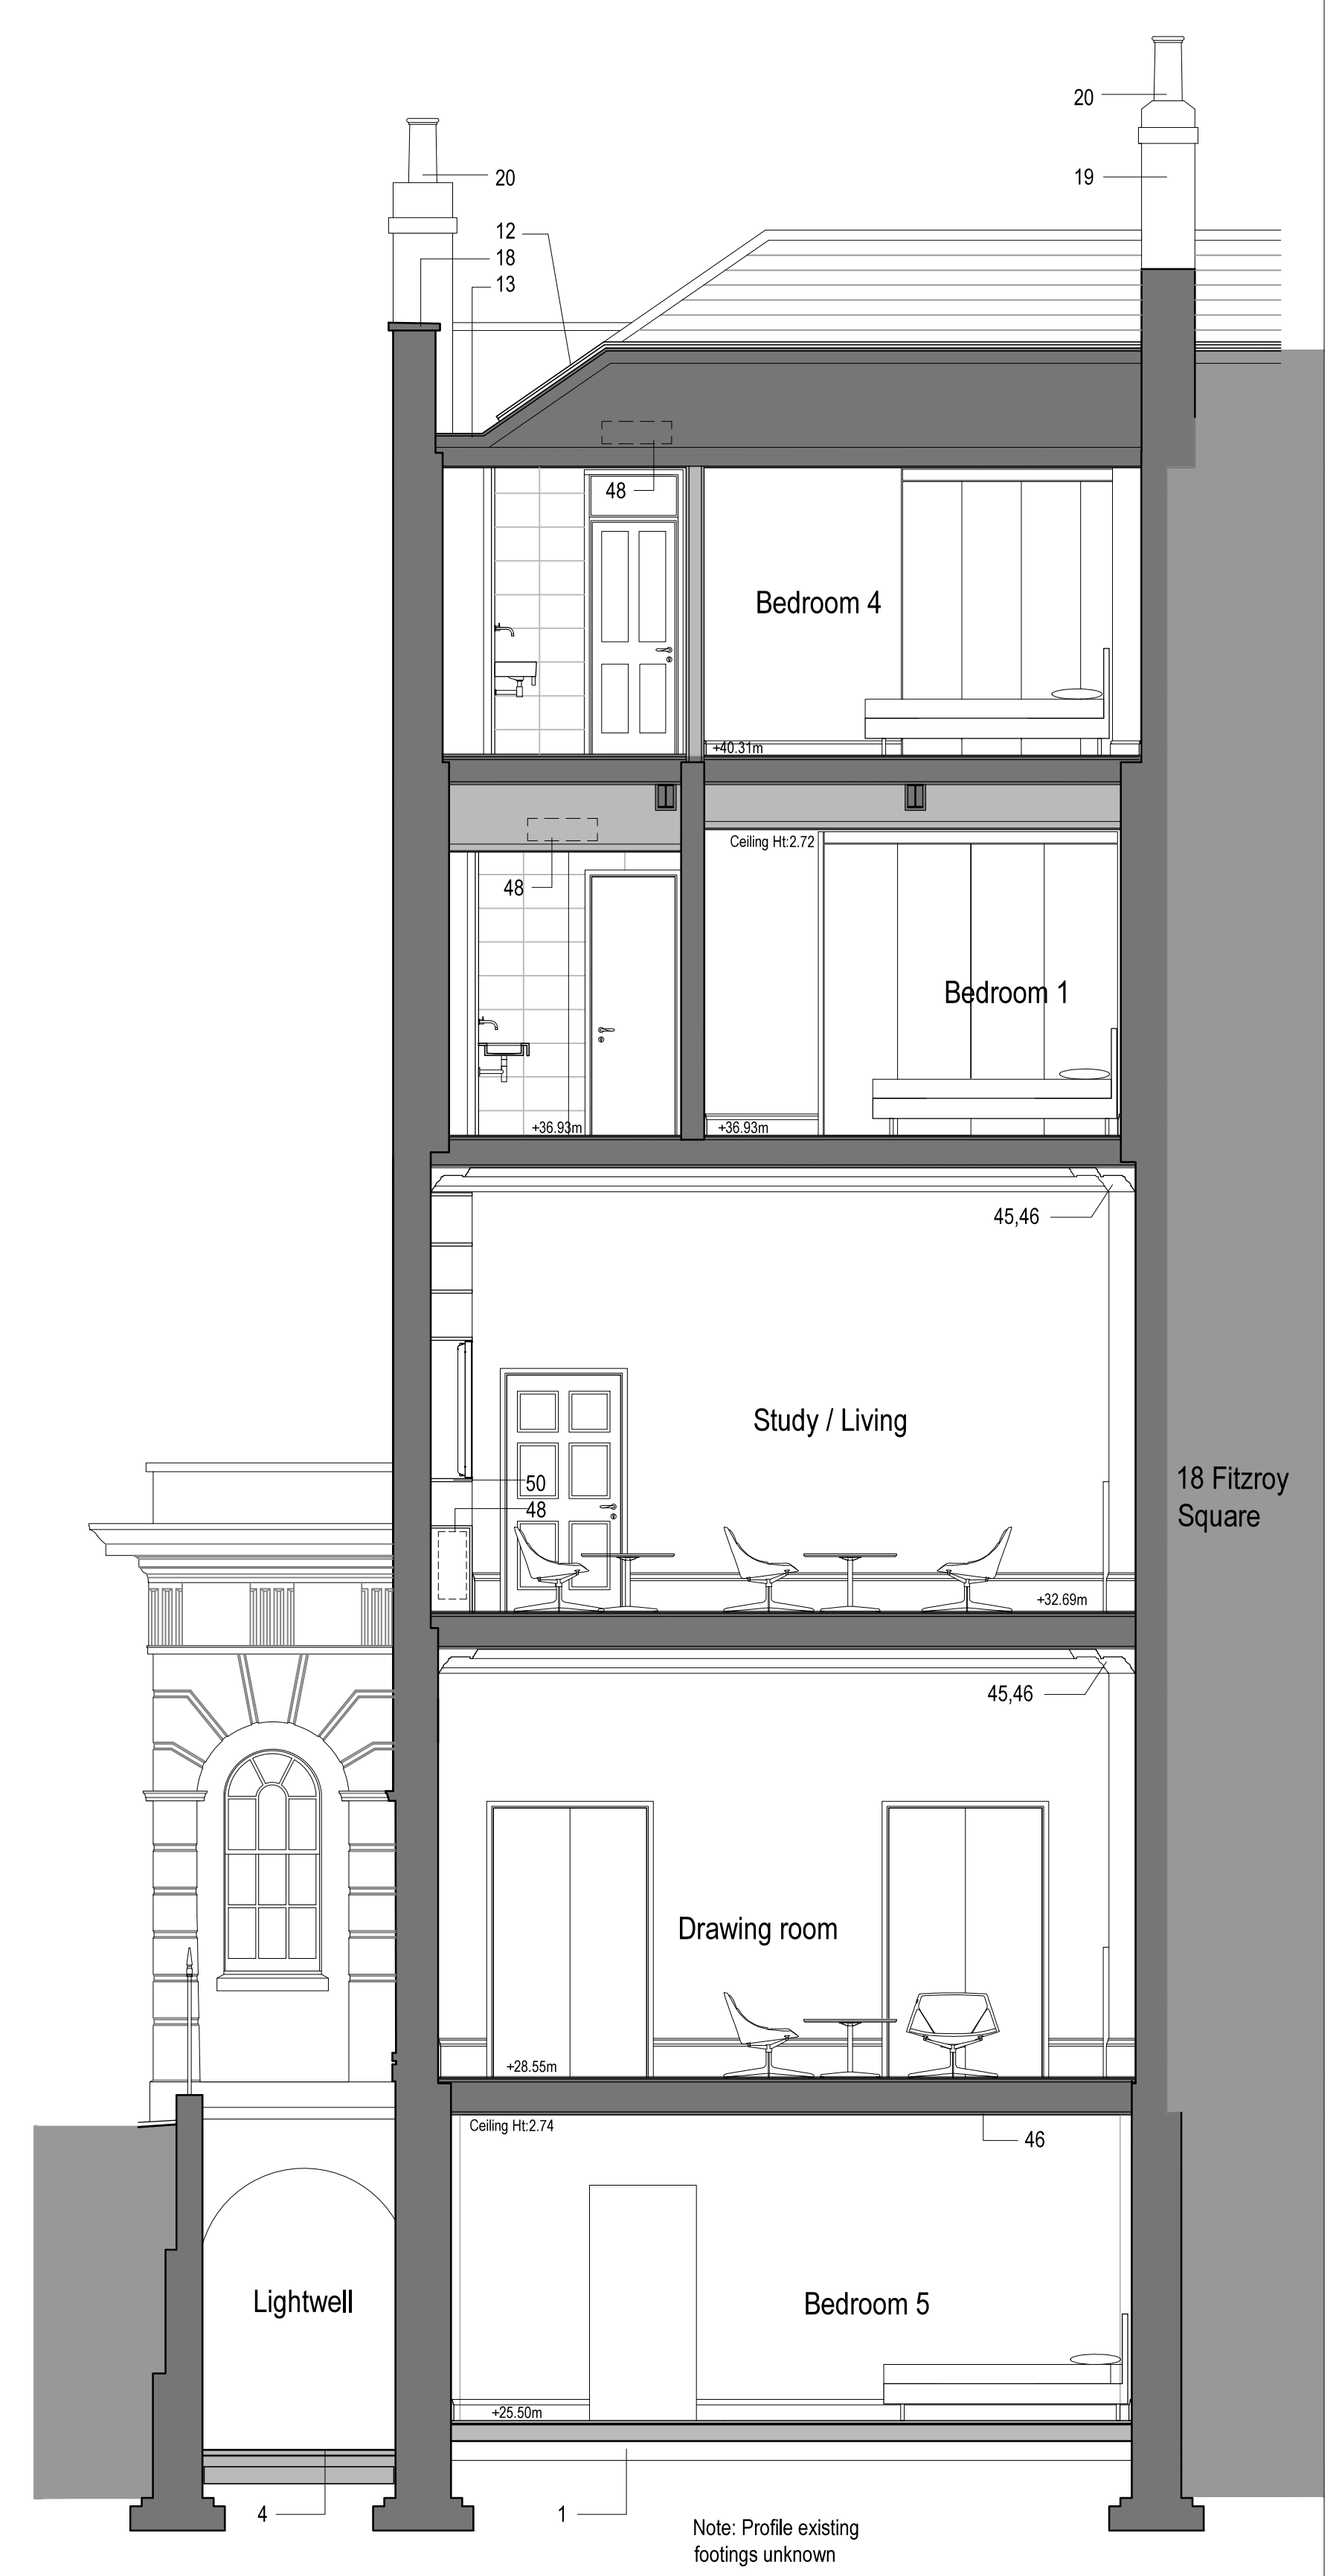 20
20
19
12
18
13
48
Bedroom 4
+40.31m
Ceiling Ht:2.72
48
Bedroom 1
+36.93m
+36.93m
45,46
Study / Living
18 Fitzroy
Square
50
48
+32.69m
45,46
Drawing room
+28.55m
Ceiling Ht:2.74
46
Lightwell
Bedroom 5
+25.50m
4
1
Note: Profile existing
footings unknown